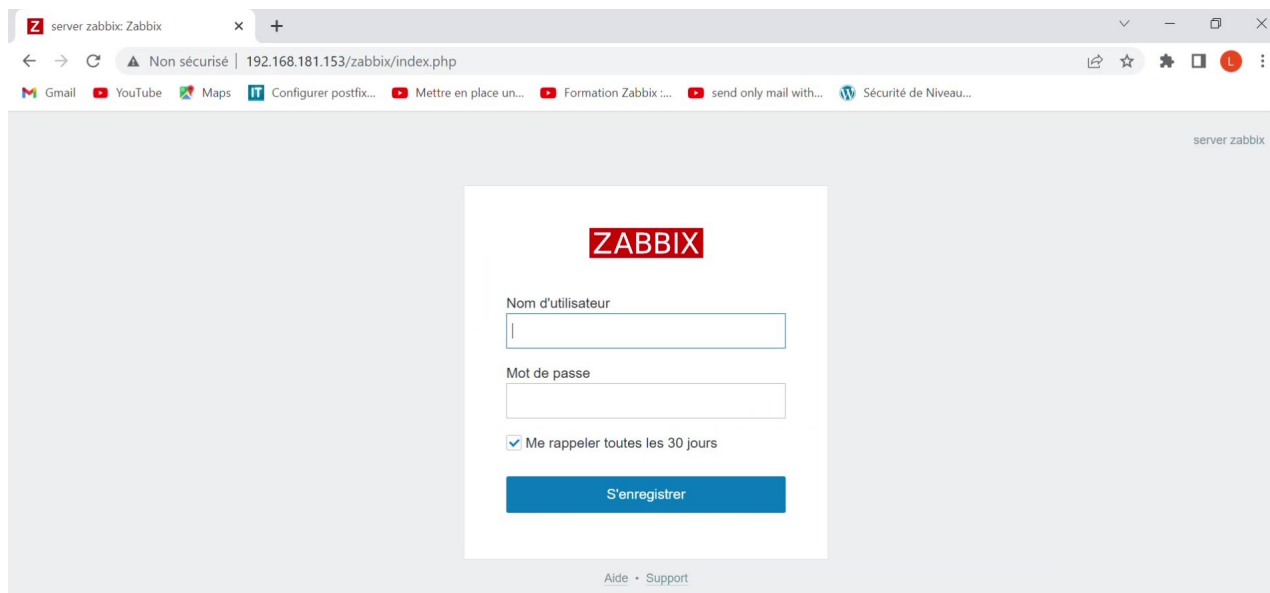 Z server zabbix: Zabbix
Non sécurisé | 192.168.181.153/zabbix/index.php
L
Gmail YouTube Maps IT Configurer postfix... Mettre en place un... Formation Zabbix :... send only mail with... Sécurité de Niveau...
server zabbix
ZABBIX
Nom d'utilisateur
Mot de passe
Me rappeler toutes les 30 jours
S'enregistrer
Aide • Support